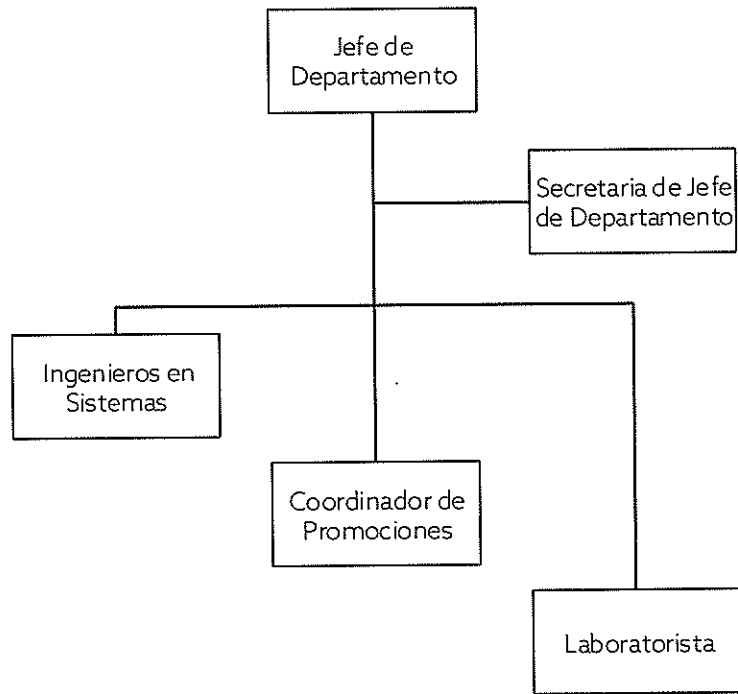 Jefe de
Departamento
Secretaria de Jefe
de Departamento
Ingenieros en
Sistemas
Coordinador de
Promociones
Laboratorista